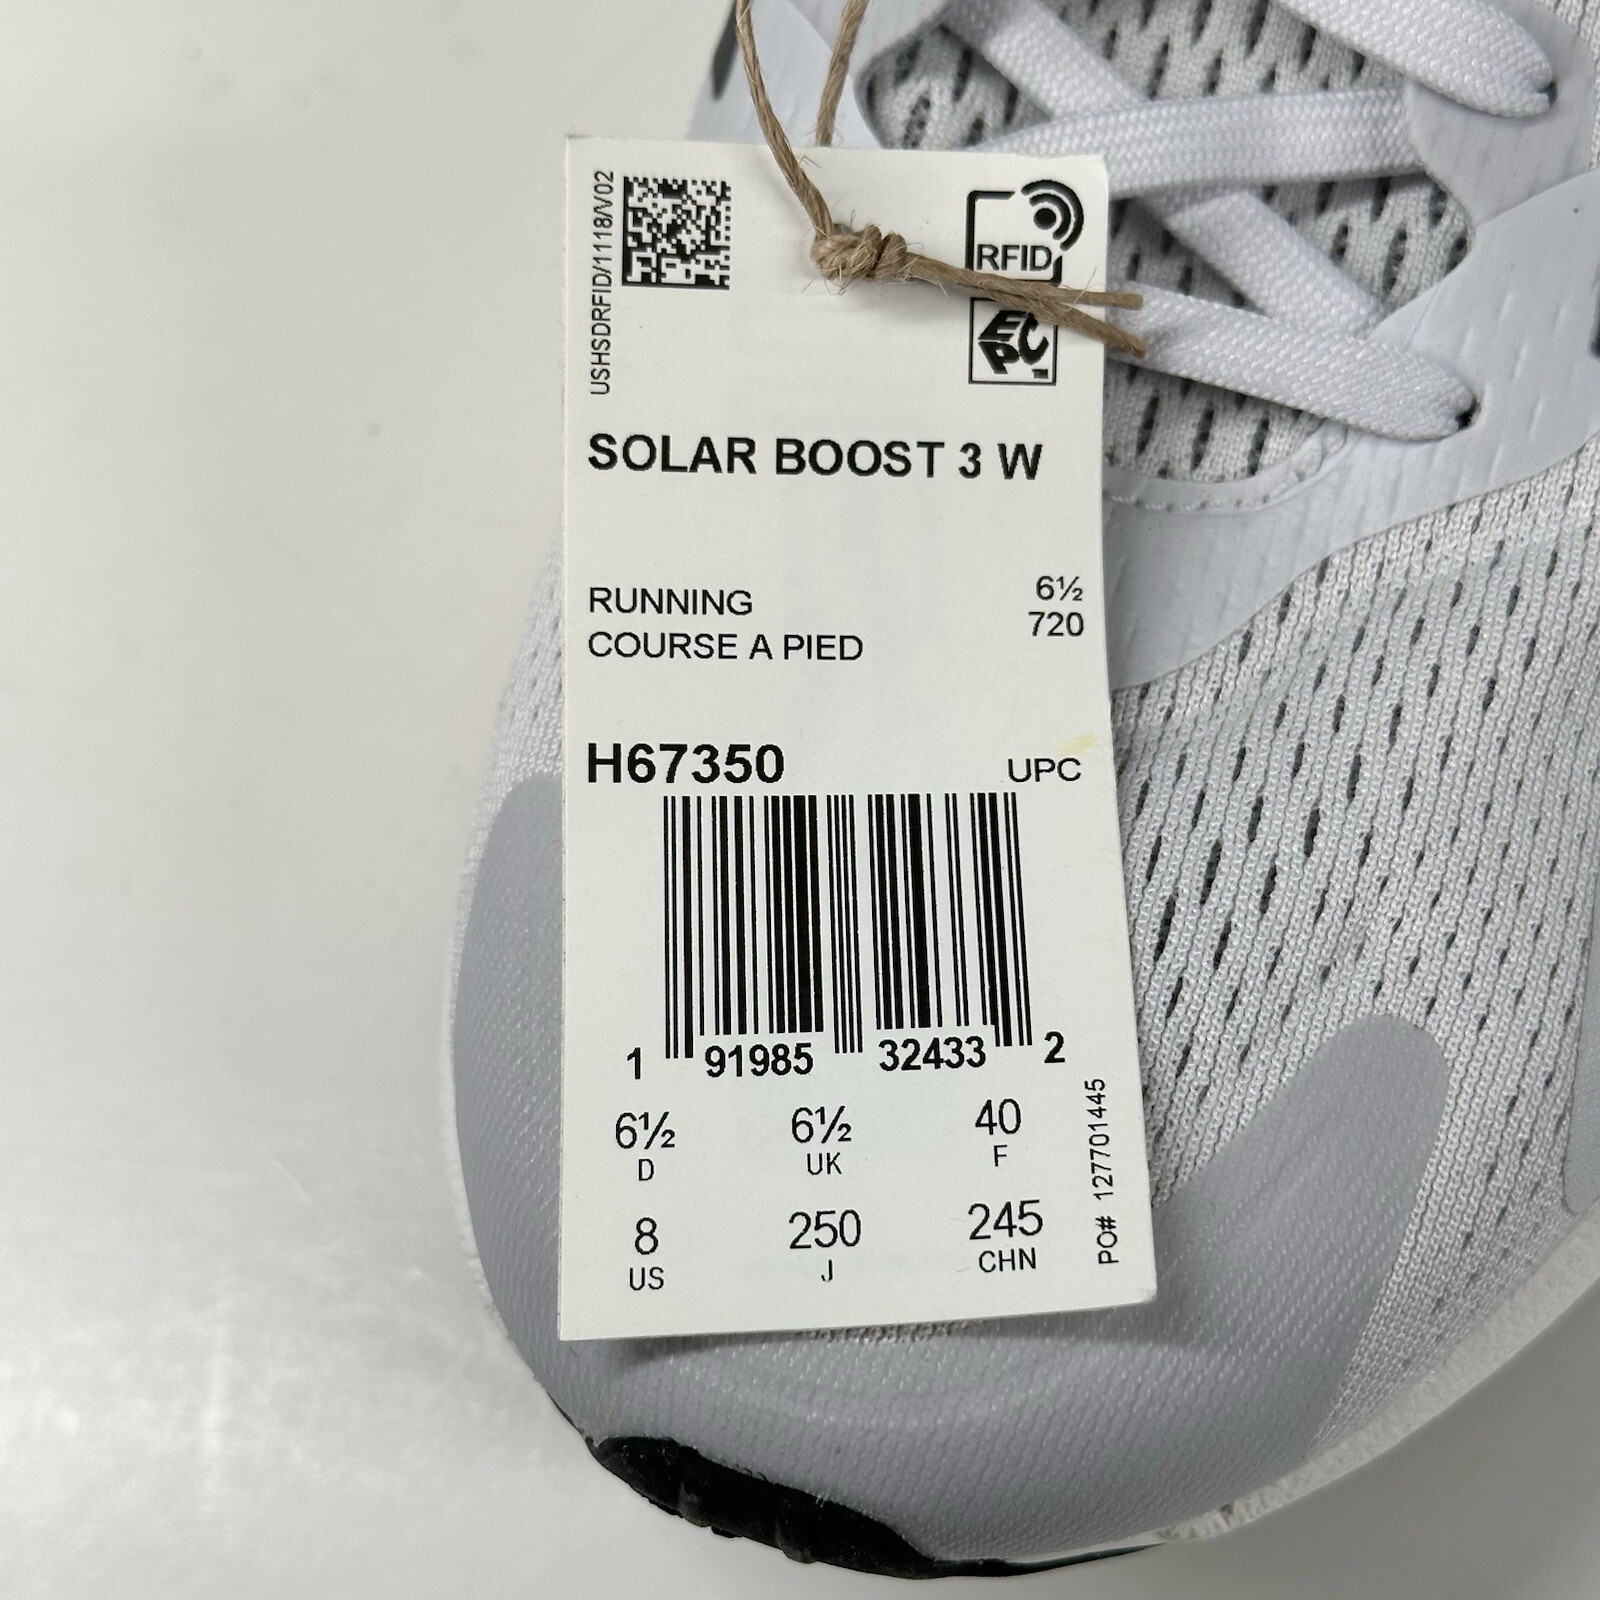 USHSDRFID/1118/V02
RFID
EPC™
SOLAR BOOST 3 W
RUNNING
COURSE A PIED
6½
720
H67350
UPC
1 91985 32433 2
6½ 6½ 40
D UK F
8 250 245
US J CHN
PO# 127701445